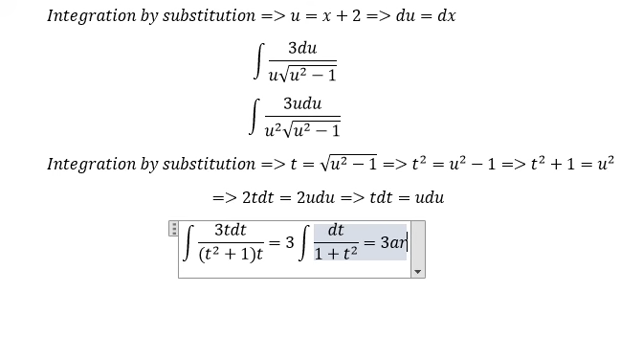 Integration by substitution => u = x + 2 => du = dx
∫ 3du / u√(u² − 1)
∫ 3udu / u²√(u² − 1)
Integration by substitution => t = √(u² − 1) => t² = u² − 1 => t² + 1 = u²
=> 2tdt = 2udu => tdt = udu
∫ 3tdt / (t² + 1)t = 3 ∫ dt / 1 + t² = 3ar